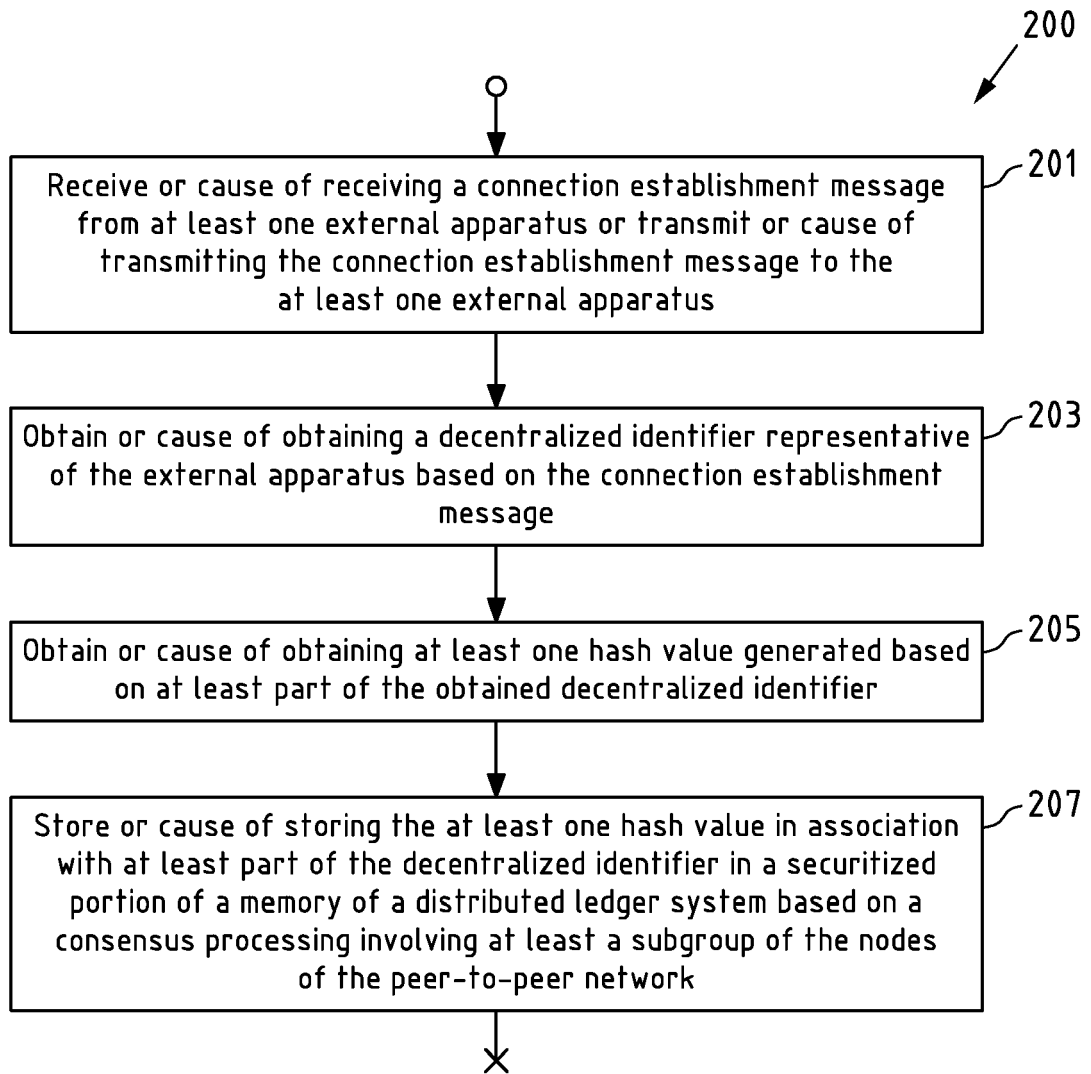 200
201
Receive or cause of receiving a connection establishment message
from at least one external apparatus or transmit or cause of
transmitting the connection establishment message to the
at least one external apparatus
203
Obtain or cause of obtaining a decentralized identifier representative
of the external apparatus based on the connection establishment
message
205
Obtain or cause of obtaining at least one hash value generated based
on at least part of the obtained decentralized identifier
207
Store or cause of storing the at least one hash value in association
with at least part of the decentralized identifier in a securitized
portion of a memory of a distributed ledger system based on a
consensus processing involving at least a subgroup of the nodes
of the peer-to-peer network